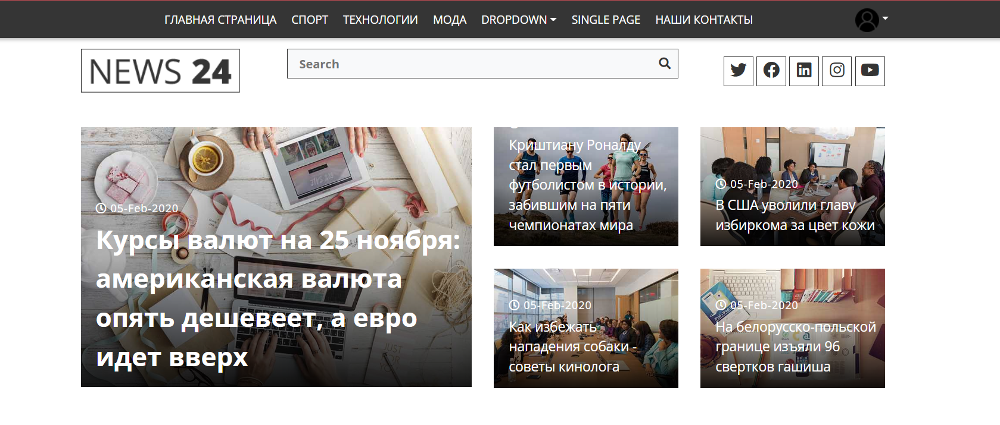 ГЛАВНАЯ СТРАНИЦА СПОРТ ТЕХНОЛОГИИ МОДА DROPDOWN SINGLE PAGE НАШИ КОНТАКТЫ
NEWS 24
Search
05-Feb-2020
Курсы валют на 25 ноября:
американская валюта
опять дешевеет, а евро
идет вверх
Криштиану Роналду
стал первым
футболистом в истории,
забившим на пяти
чемпионатах мира
05-Feb-2020
В США уволили главу
избиркома за цвет кожи
05-Feb-2020
Как избежать
нападения собаки -
советы кинолога
05-Feb-2020
На белорусско-польской
границе изъяли 96
свертков гашиша